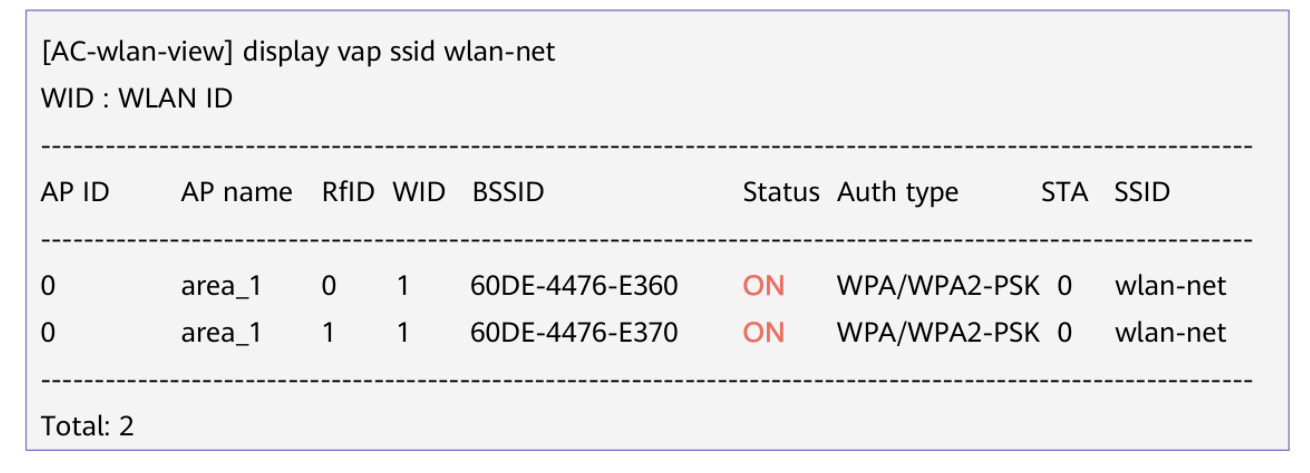 [AC-wlan-view] display vap ssid wlan-net
WID : WLAN ID
--------------------------------------------------------------------------------------------------------------------
AP ID AP name RfID WID BSSID Status Auth type STA SSID
--------------------------------------------------------------------------------------------------------------------
0 area_1 0 1 60DE-4476-E360 ON WPA/WPA2-PSK 0 wlan-net
0 area_1 1 1 60DE-4476-E370 ON WPA/WPA2-PSK 0 wlan-net
--------------------------------------------------------------------------------------------------------------------
Total: 2